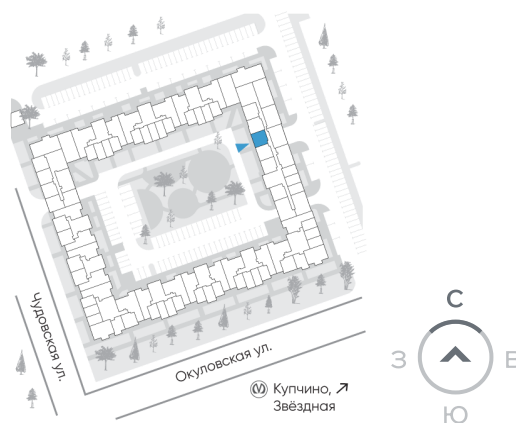 Чудовская ул.
Окуловская ул.
Купчино,
Звёздная
С
З
В
Ю